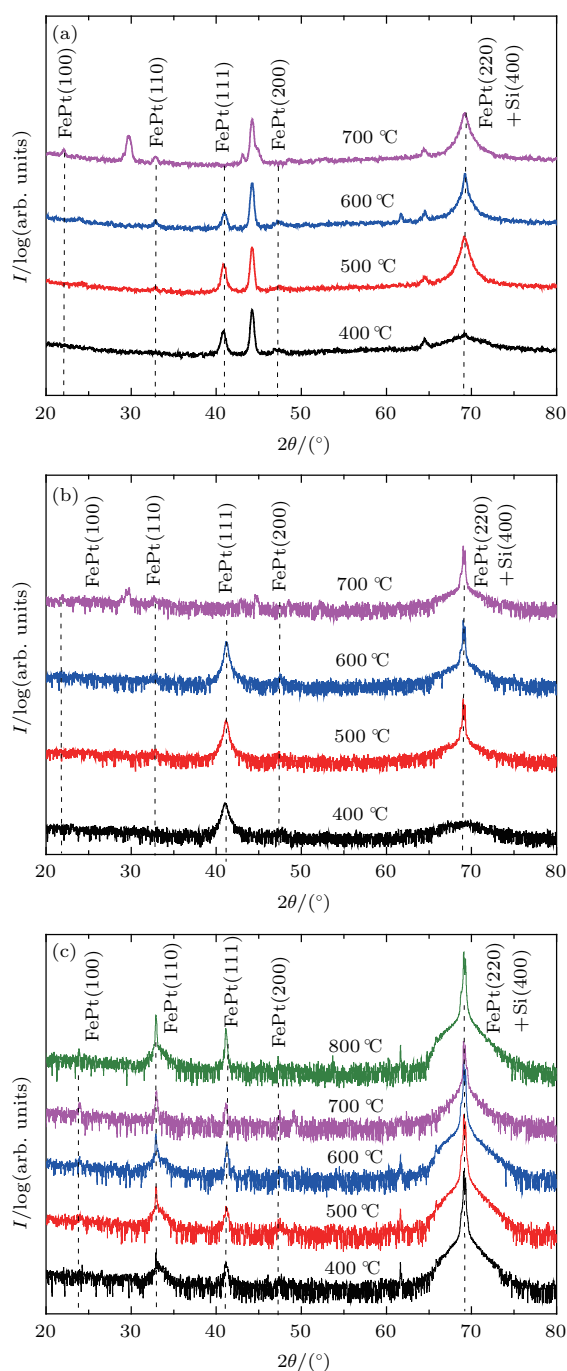 (a)
FePt(100)
FePt(110)
FePt(111)
FePt(200)
FePt(220)
+Si(400)
700 ℃
600 ℃
500 ℃
400 ℃
I/log(arb. units)
20 30 40 50 60 70 80
2θ/(°)
(b)
FePt(100)
FePt(110)
FePt(111)
FePt(200)
FePt(220)
+Si(400)
700 ℃
600 ℃
500 ℃
400 ℃
I/log(arb. units)
20 30 40 50 60 70 80
2θ/(°)
(c)
FePt(100)
FePt(110)
FePt(111)
FePt(200)
FePt(220)
+Si(400)
800 ℃
700 ℃
600 ℃
500 ℃
400 ℃
I/log(arb. units)
20 30 40 50 60 70 80
2θ/(°)